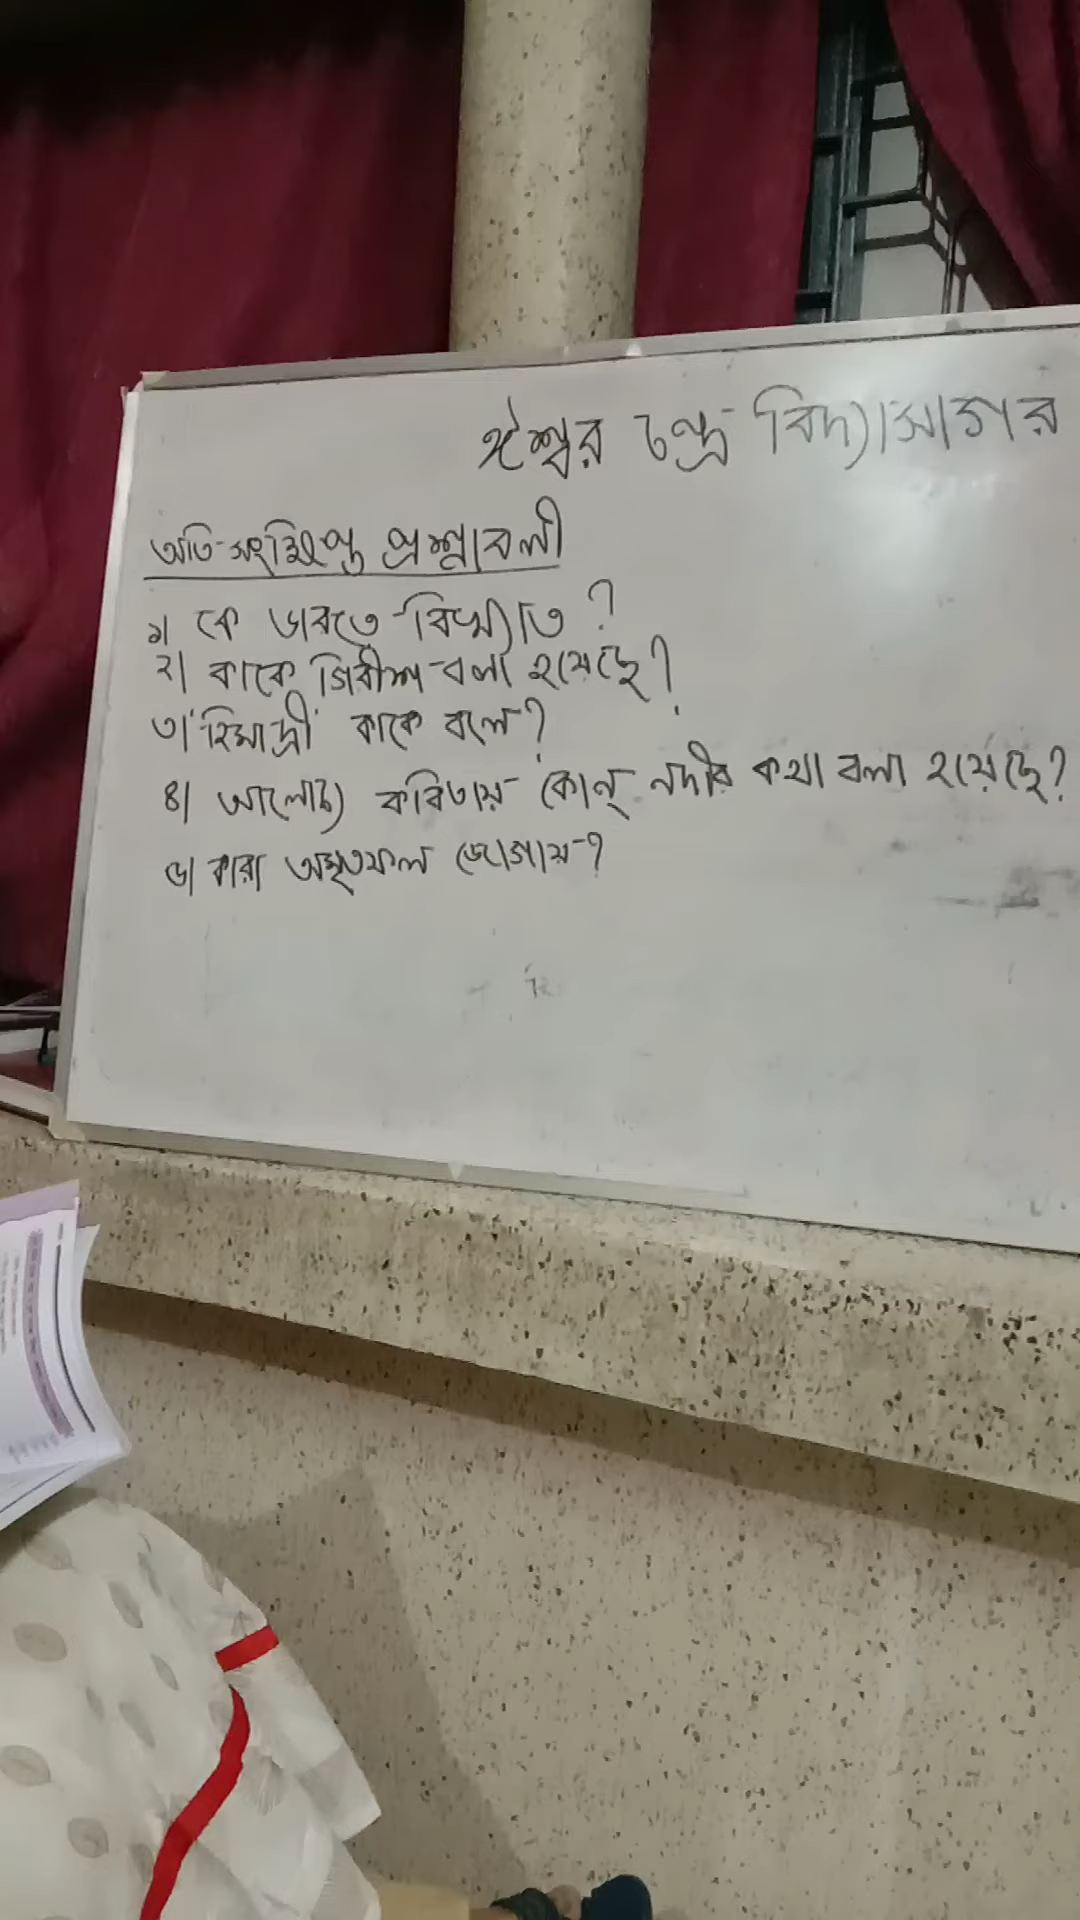 ঈশ্বর চন্দ্র বিদ্যাসাগর
অতি-সংক্ষিপ্ত প্রশ্নাবলী
১। কে ভারতে বিখ্যাত ?
২। কাকে গিরীশ বলা হয়েছে?
৩। 'হিমাদ্রী' কাকে বলে?
৪। আলোচ্য কবিতায় কোন্ নদীর কথা বলা হয়েছে?
৬। কারা অমৃতফল জোগায়?